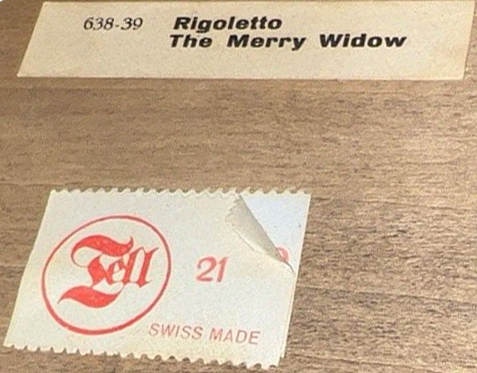 638-39 Rigoletto
The Merry Widow
Tell 21
SWISS MADE